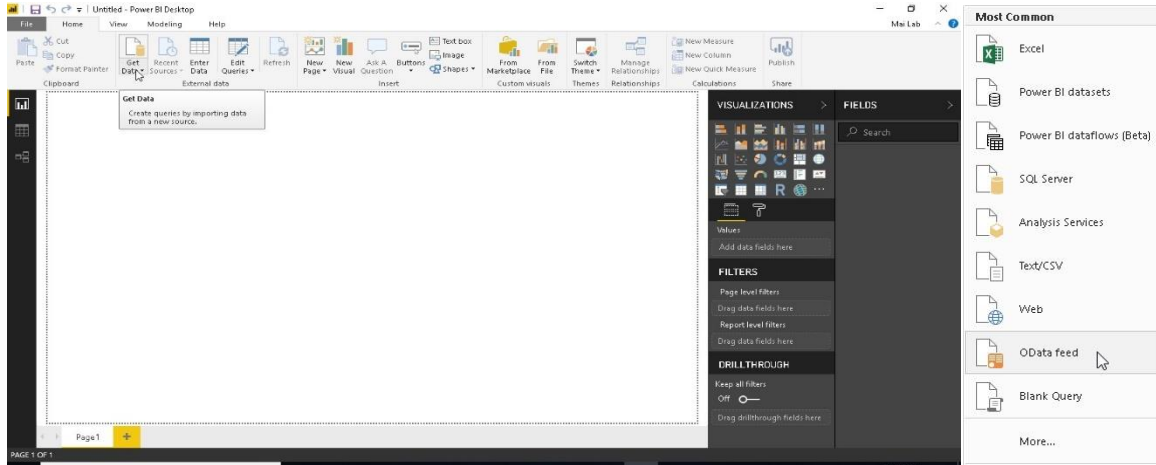 Untitled - Power BI Desktop
File Home View Modeling Help Mai Lab
Paste
Cut
Copy
Format Painter
Clipboard
Get Data
Recent Sources
Enter Data
Edit Queries
External data
Refresh
New Page
New Visual
Ask A Question
Buttons
Text box
Image
Shapes
Insert
From Marketplace
From File
Custom visuals
Switch Theme
Themes
Manage Relationships
Relationships
New Measure
New Column
New Quick Measure
Calculations
Publish
Share
Get Data
Create queries by importing data
from a new source.
VISUALIZATIONS
R
Values
Add data fields here
FILTERS
Page level filters
Drag data fields here
Report level filters
Drag data fields here
DRILLTHROUGH
Keep all filters
Off
Drag drillthrough fields here
FIELDS
Search
Page1
PAGE 1 OF 1
Most Common
Excel
Power BI datasets
Power BI dataflows (Beta)
SQL Server
Analysis Services
Text/CSV
Web
OData feed
Blank Query
More...